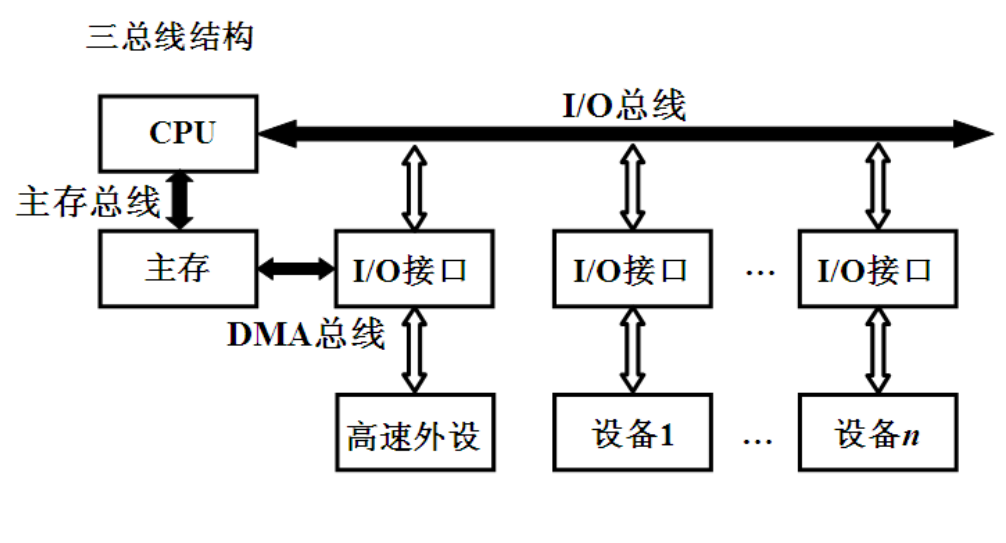 三总线结构
I/O总线
CPU
主存总线
主存
I/O接口
I/O接口
...
I/O接口
DMA总线
高速外设
设备1
...
设备n